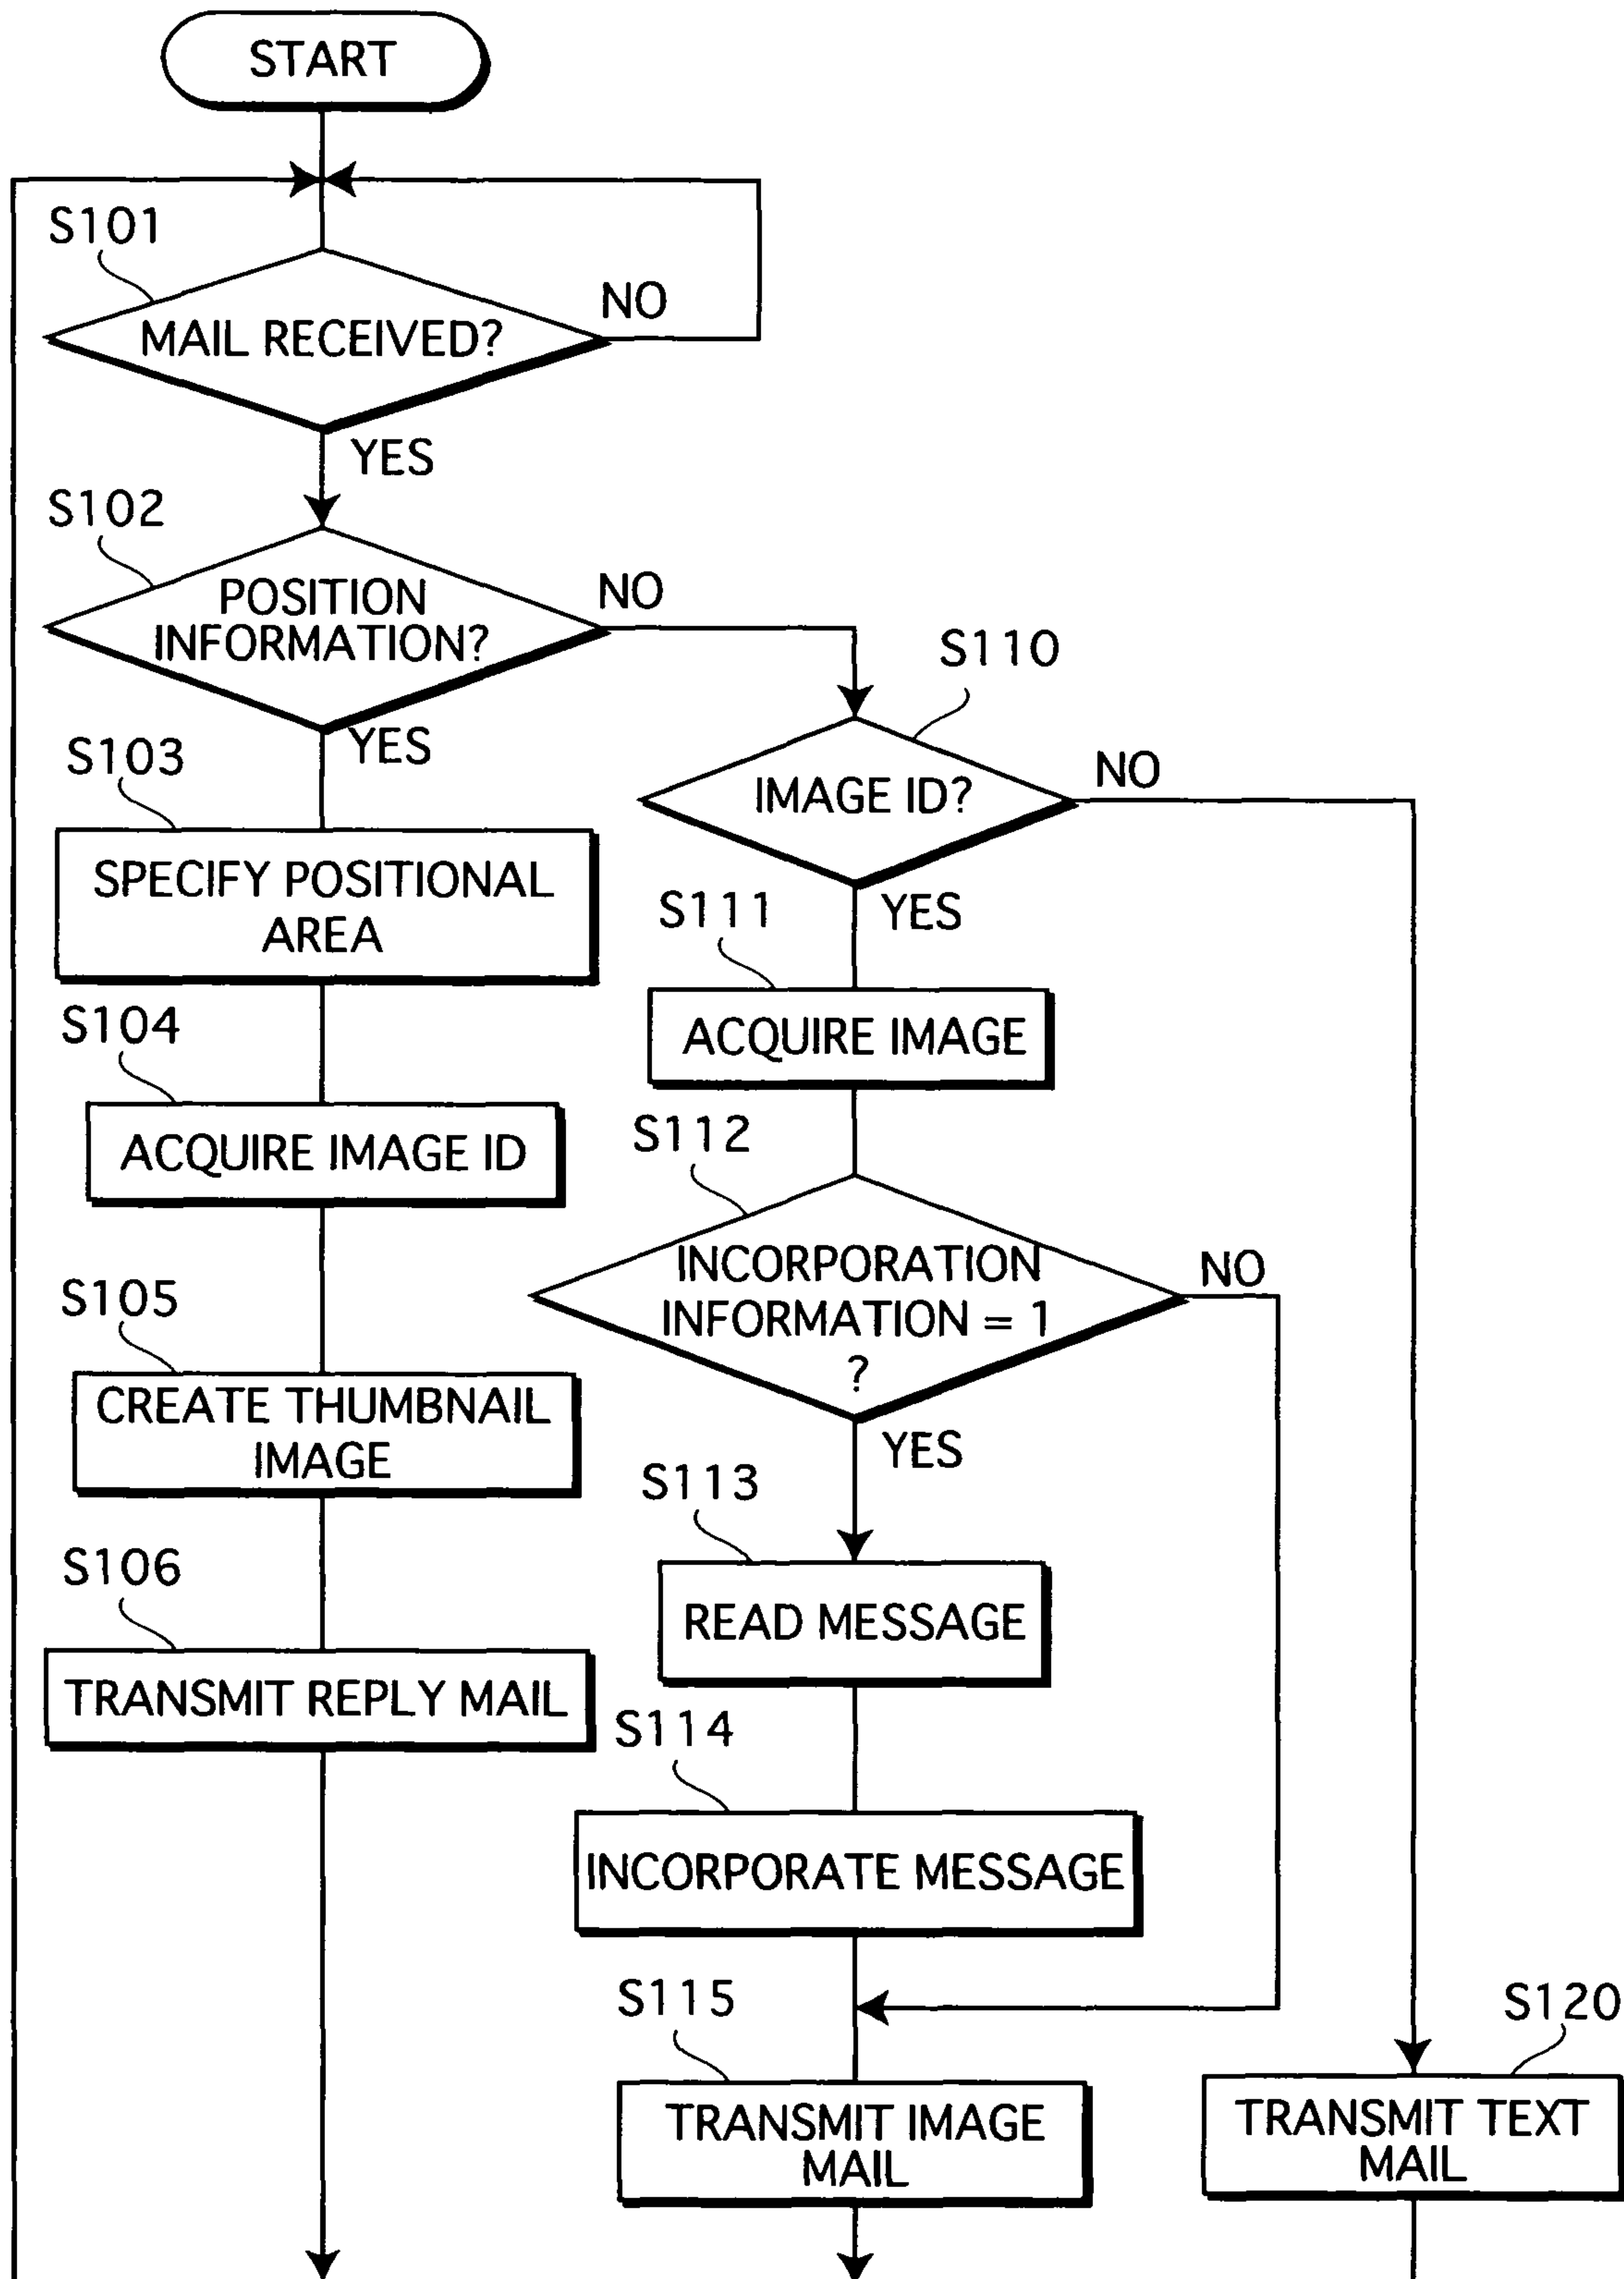 START
S101
MAIL RECEIVED?
NO
YES
S102
POSITION
INFORMATION?
NO
YES
S110
IMAGE ID?
NO
YES
S103
SPECIFY POSITIONAL
AREA
S111
ACQUIRE IMAGE
S104
ACQUIRE IMAGE ID
S112
INCORPORATION
INFORMATION = 1
?
NO
YES
S105
CREATE THUMBNAIL
IMAGE
S113
READ MESSAGE
S106
TRANSMIT REPLY MAIL
S114
INCORPORATE MESSAGE
S115
TRANSMIT IMAGE
MAIL
S120
TRANSMIT TEXT
MAIL